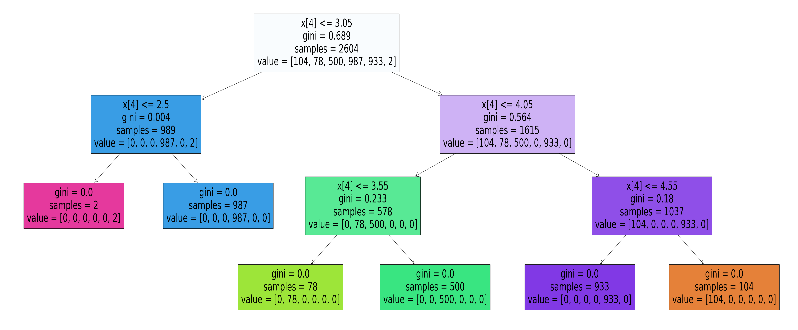 x[4] <= 3.05
gini = 0.689
samples = 2604
value = [104, 78, 500, 987, 933, 2]
x[4] <= 2.5
gini = 0.004
samples = 989
value = [0, 0, 0, 987, 0, 2]
x[4] <= 4.05
gini = 0.564
samples = 1615
value = [104, 78, 500, 0, 933, 0]
gini = 0.0
samples = 2
value = [0, 0, 0, 0, 0, 2]
gini = 0.0
samples = 987
value = [0, 0, 0, 987, 0, 0]
x[4] <= 3.55
gini = 0.233
samples = 578
value = [0, 78, 500, 0, 0, 0]
x[4] <= 4.55
gini = 0.18
samples = 1037
value = [104, 0, 0, 0, 933, 0]
gini = 0.0
samples = 78
value = [0, 78, 0, 0, 0, 0]
gini = 0.0
samples = 500
value = [0, 0, 500, 0, 0, 0]
gini = 0.0
samples = 933
value = [0, 0, 0, 0, 933, 0]
gini = 0.0
samples = 104
value = [104, 0, 0, 0, 0, 0]